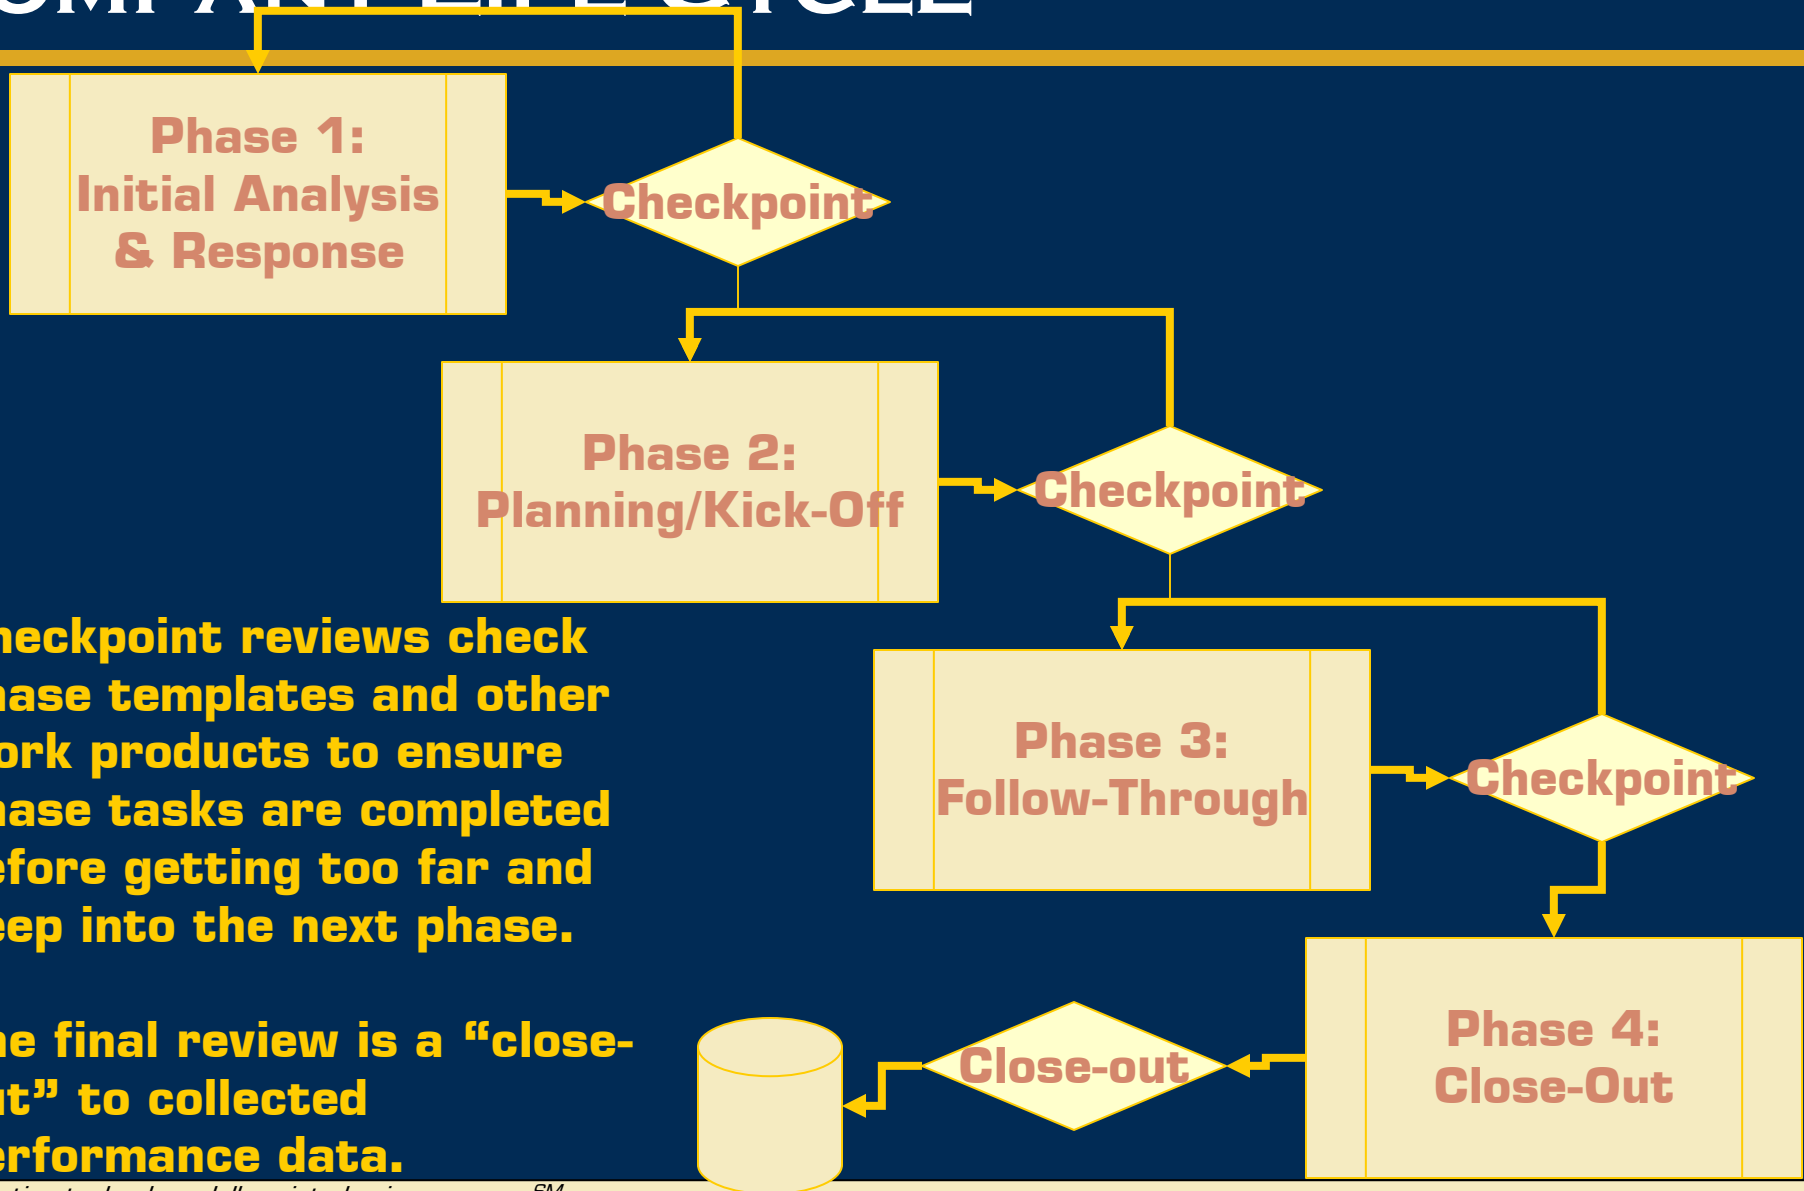 Phase 1:
Initial Analysis
& Response
Checkpoint
Phase 2:
Planning/Kick-Off
Checkpoint
Phase 3:
Follow-Through
Checkpoint
Phase 4:
Close-Out
Close-out
heckpoint reviews check
hase templates and other
ork products to ensure
hase tasks are completed
efore getting too far and
eep into the next phase.
he final review is a “close-
ut” to collected
erformance data.
SM